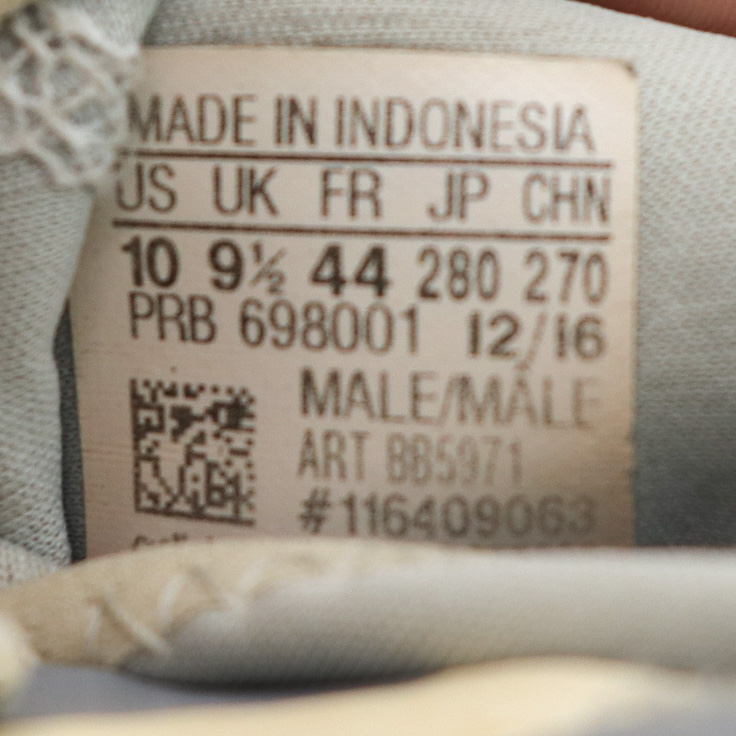 MADE IN INDONESIA
US UK FR JP CHN
10 9½ 44 280 270
PRB 698001 12/16
MALE/MÂLE
ART BB5971
#116409063